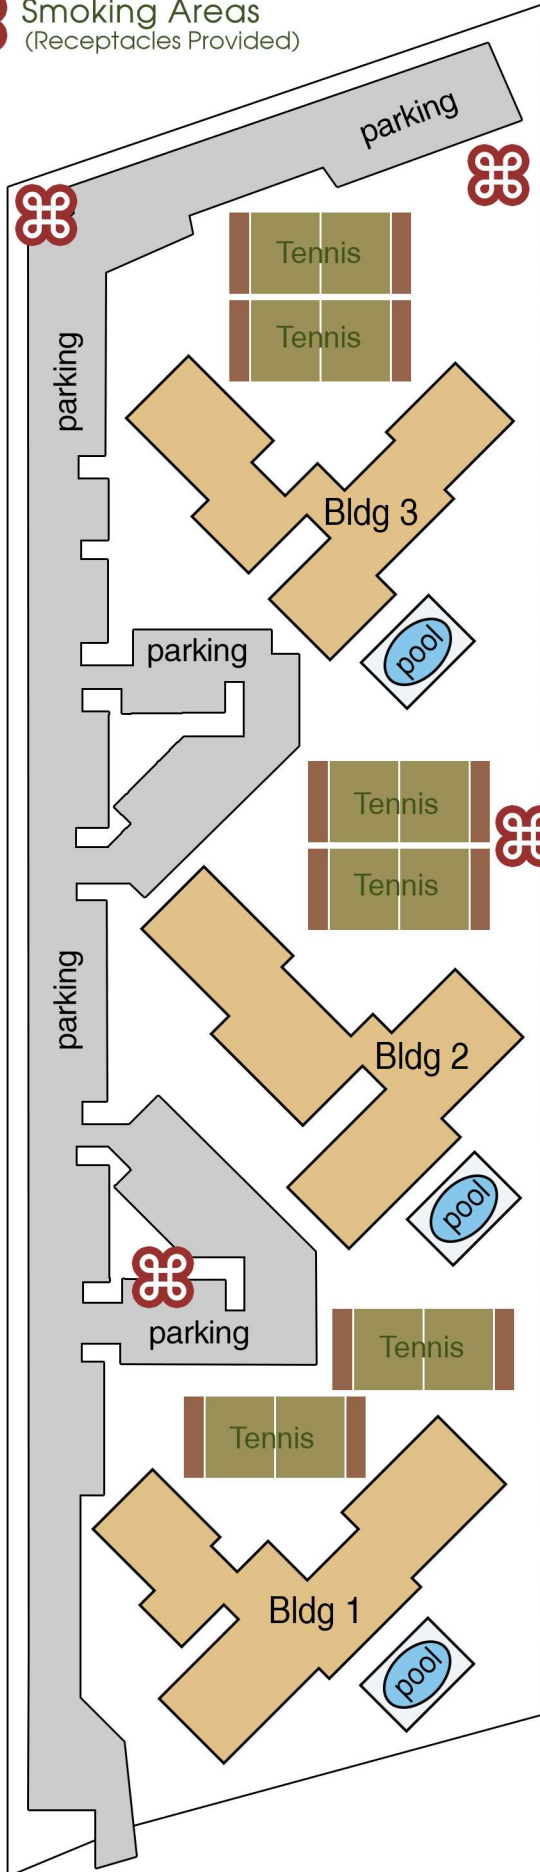 Smoking Areas
(Receptacles Provided)
parking
Tennis
Tennis
parking
Bldg 3
parking
pool
Tennis
Tennis
parking
Bldg 2
pool
parking
Tennis
Tennis
Bldg 1
pool